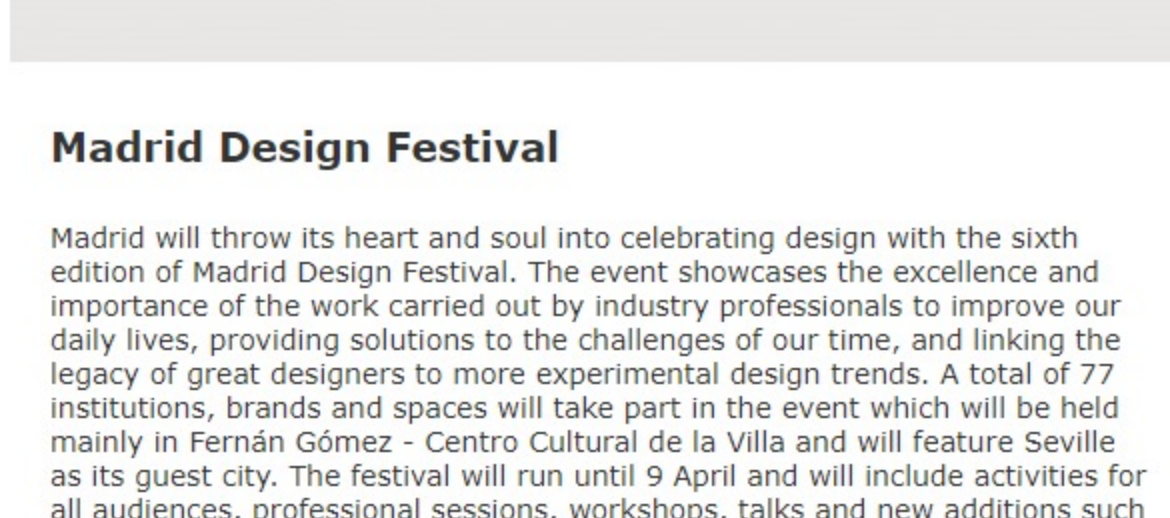 Madrid Design Festival
Madrid will throw its heart and soul into celebrating design with the sixth
edition of Madrid Design Festival. The event showcases the excellence and
importance of the work carried out by industry professionals to improve our
daily lives, providing solutions to the challenges of our time, and linking the
legacy of great designers to more experimental design trends. A total of 77
institutions, brands and spaces will take part in the event which will be held
mainly in Fernán Gómez - Centro Cultural de la Villa and will feature Seville
as its guest city. The festival will run until 9 April and will include activities for
all audiences, professional sessions, workshops, talks and new additions such